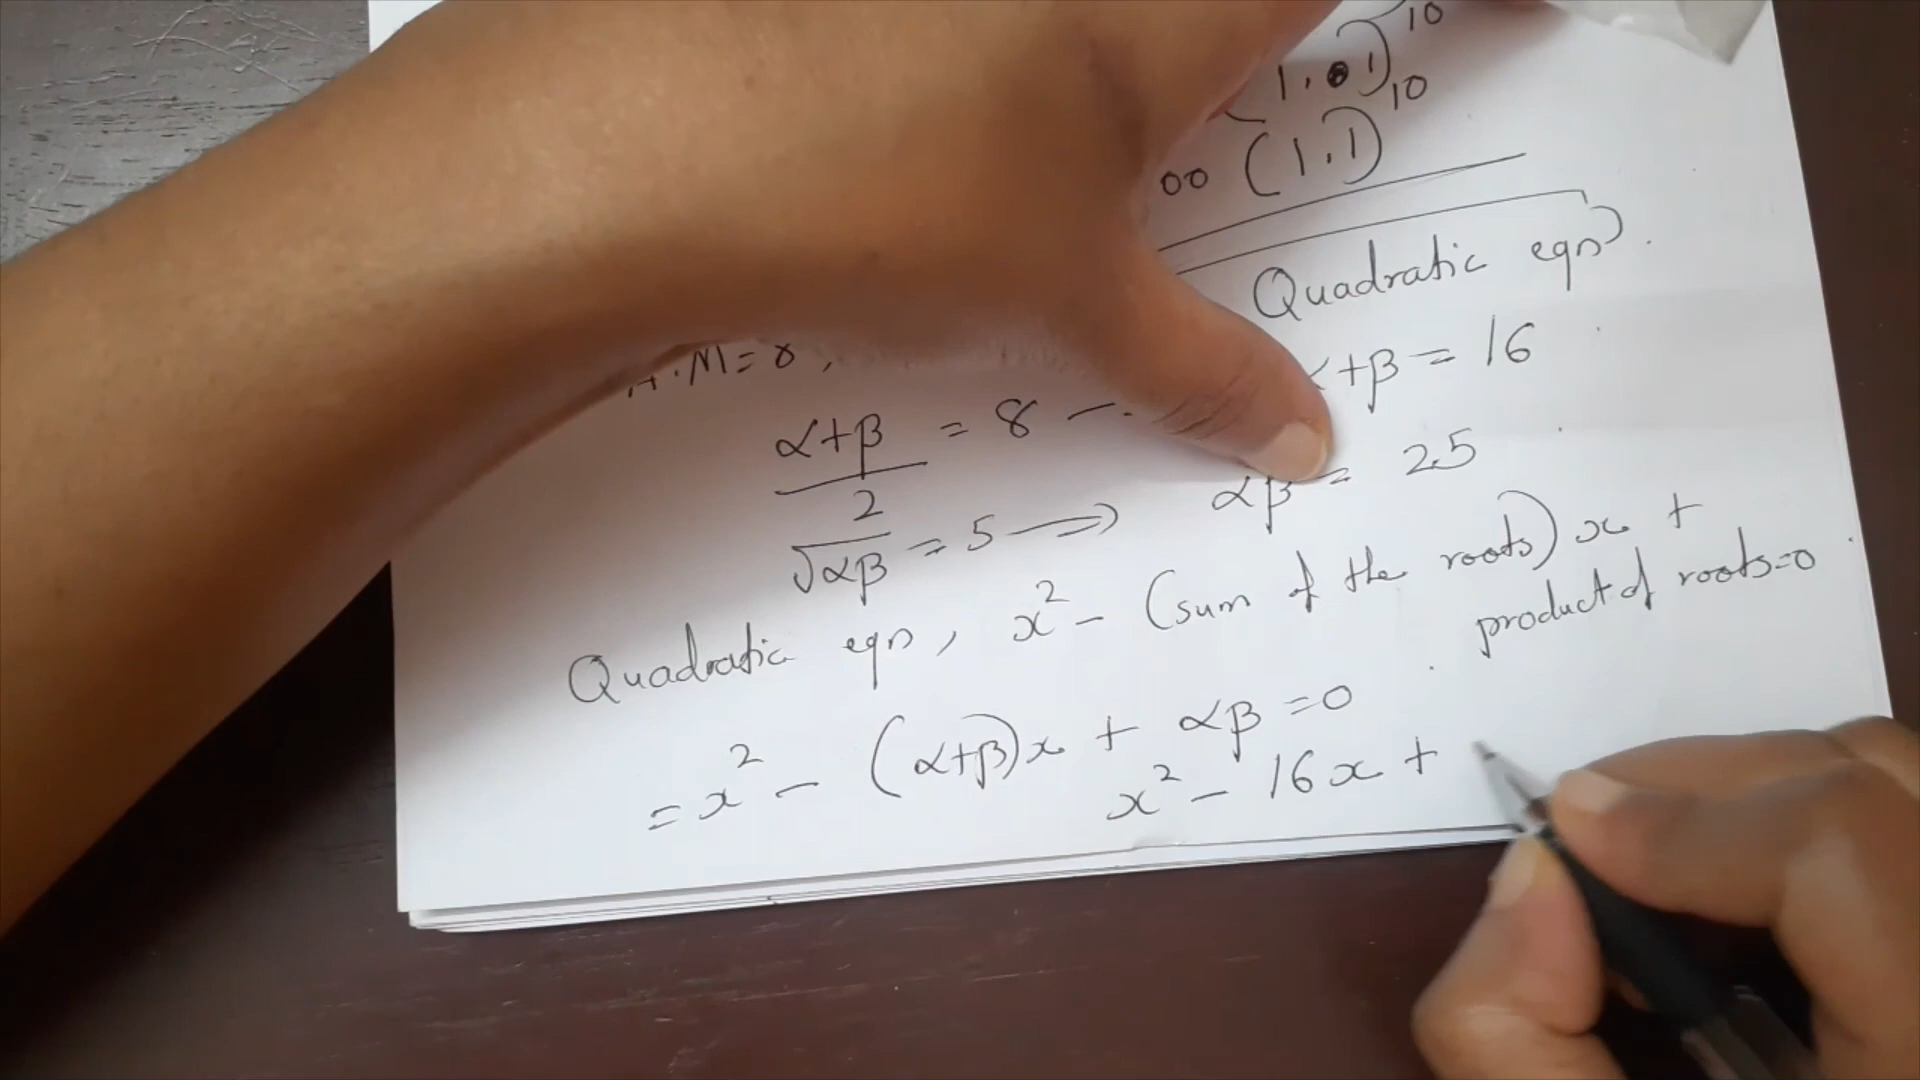 1.01)^10
00 (1.1)^10
Quadratic eqn.
A.M = 8,
α+β/2 = 8 —
α+β = 16
√αβ = 5 ⟹ αβ = 25
Quadratic eqn, x² - (sum of the roots) x +
product of roots=0
= x² - (α+β)x + αβ =0
x² - 16x +